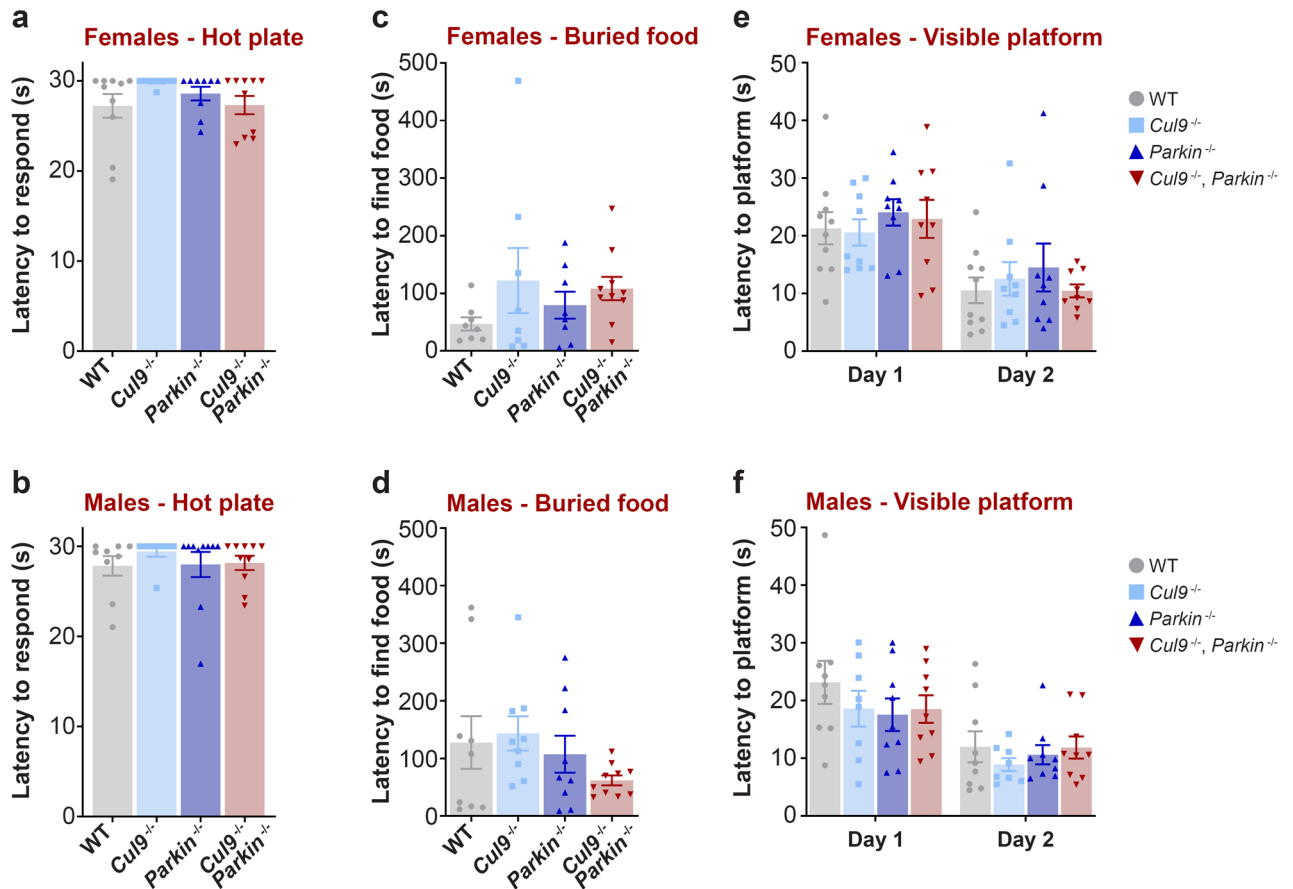 a
Females - Hot plate
Latency to respond (s)
30
20
10
0
WT
Cul9-/-
Parkin-/-
Cul9-/-
Parkin-/-
c
Females - Buried food
Latency to find food (s)
500
400
300
200
100
0
WT
Cul9-/-
Parkin-/-
Cul9-/-
Parkin-/-
e
Females - Visible platform
Latency to platform (s)
50
40
30
20
10
0
Day 1
Day 2
WT
Cul9-/-
Parkin-/-
Cul9-/-, Parkin-/-
b
Males - Hot plate
Latency to respond (s)
30
20
10
0
WT
Cul9-/-
Parkin-/-
Cul9-/-
Parkin-/-
d
Males - Buried food
Latency to find food (s)
500
400
300
200
100
0
WT
Cul9-/-
Parkin-/-
Cul9-/-
Parkin-/-
f
Males - Visible platform
Latency to platform (s)
50
40
30
20
10
0
Day 1
Day 2
WT
Cul9-/-
Parkin-/-
Cul9-/-, Parkin-/-